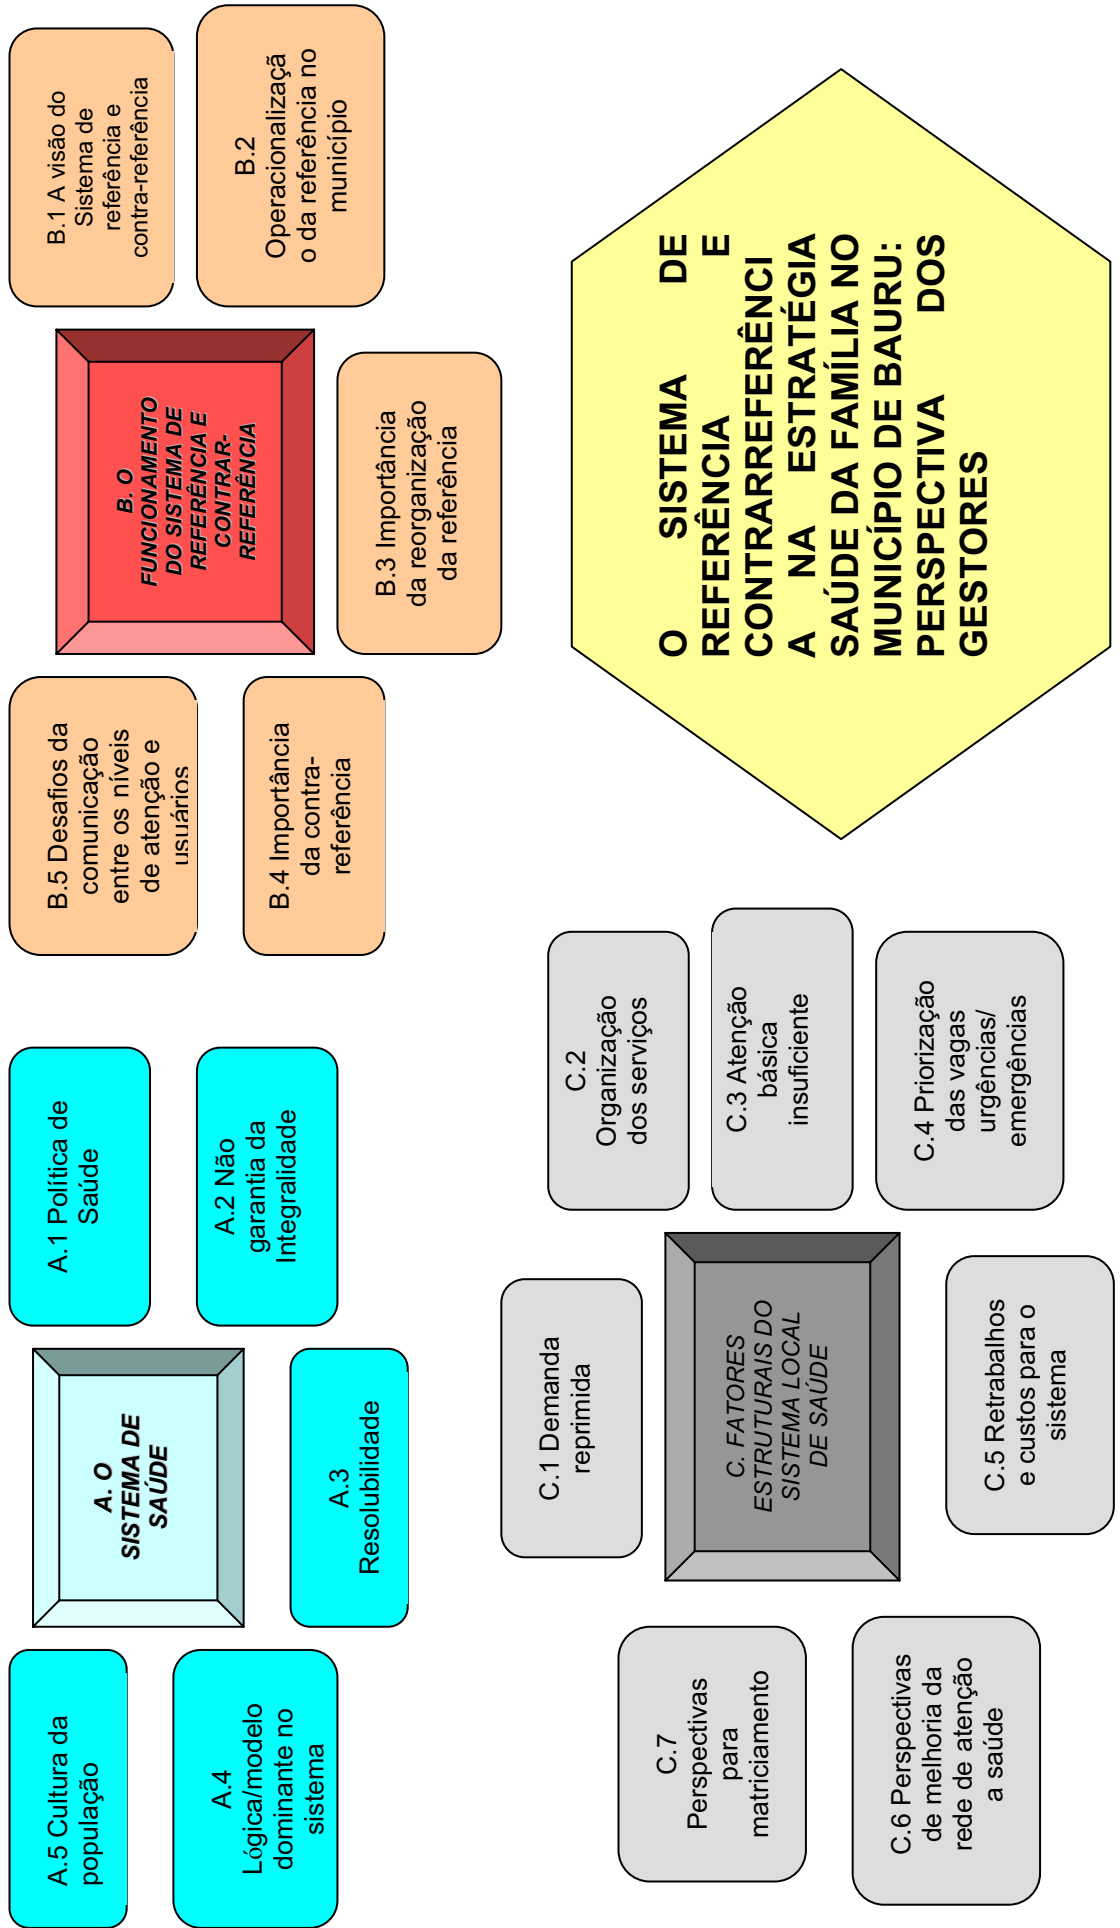 A.5 Cultura da
população
A. O
SISTEMA DE
SAÚDE
A.1 Política de
Saúde
A.4
Lógica/modelo
dominante no
sistema
A.3
Resolubilidade
A.2 Não
garantia da
Integralidade
B.5 Desafios da
comunicação
entre os níveis
de atenção e
usuários
B. O
FUNCIONAMENTO
DO SISTEMA DE
REFERÊNCIA E
CONTRAR-
REFERÊNCIA
B.1 A visão do
Sistema de
referência e
contra-referência
B.4 Importância
da contra-
referência
B.3 Importância
da reorganização
da referência
B.2
Operacionalizaçã
o da referência no
município
C.7
Perspectivas
para
matriciamento
C.1 Demanda
reprimida
C.2
Organização
dos serviços
C. FATORES
ESTRUTURAIS DO
SISTEMA LOCAL
DE SAÚDE
C.3 Atenção
básica
insuficiente
C.6 Perspectivas
de melhoria da
rede de atenção
a saúde
C.5 Retrabalhos
e custos para o
sistema
C.4 Priorização
das vagas
urgências/
emergências
O SISTEMA DE
REFERÊNCIA E
CONTRARREFERÊNCI
A NA ESTRATÉGIA
SAÚDE DA FAMÍLIA NO
MUNICÍPIO DE BAURU:
PERSPECTIVA DOS
GESTORES